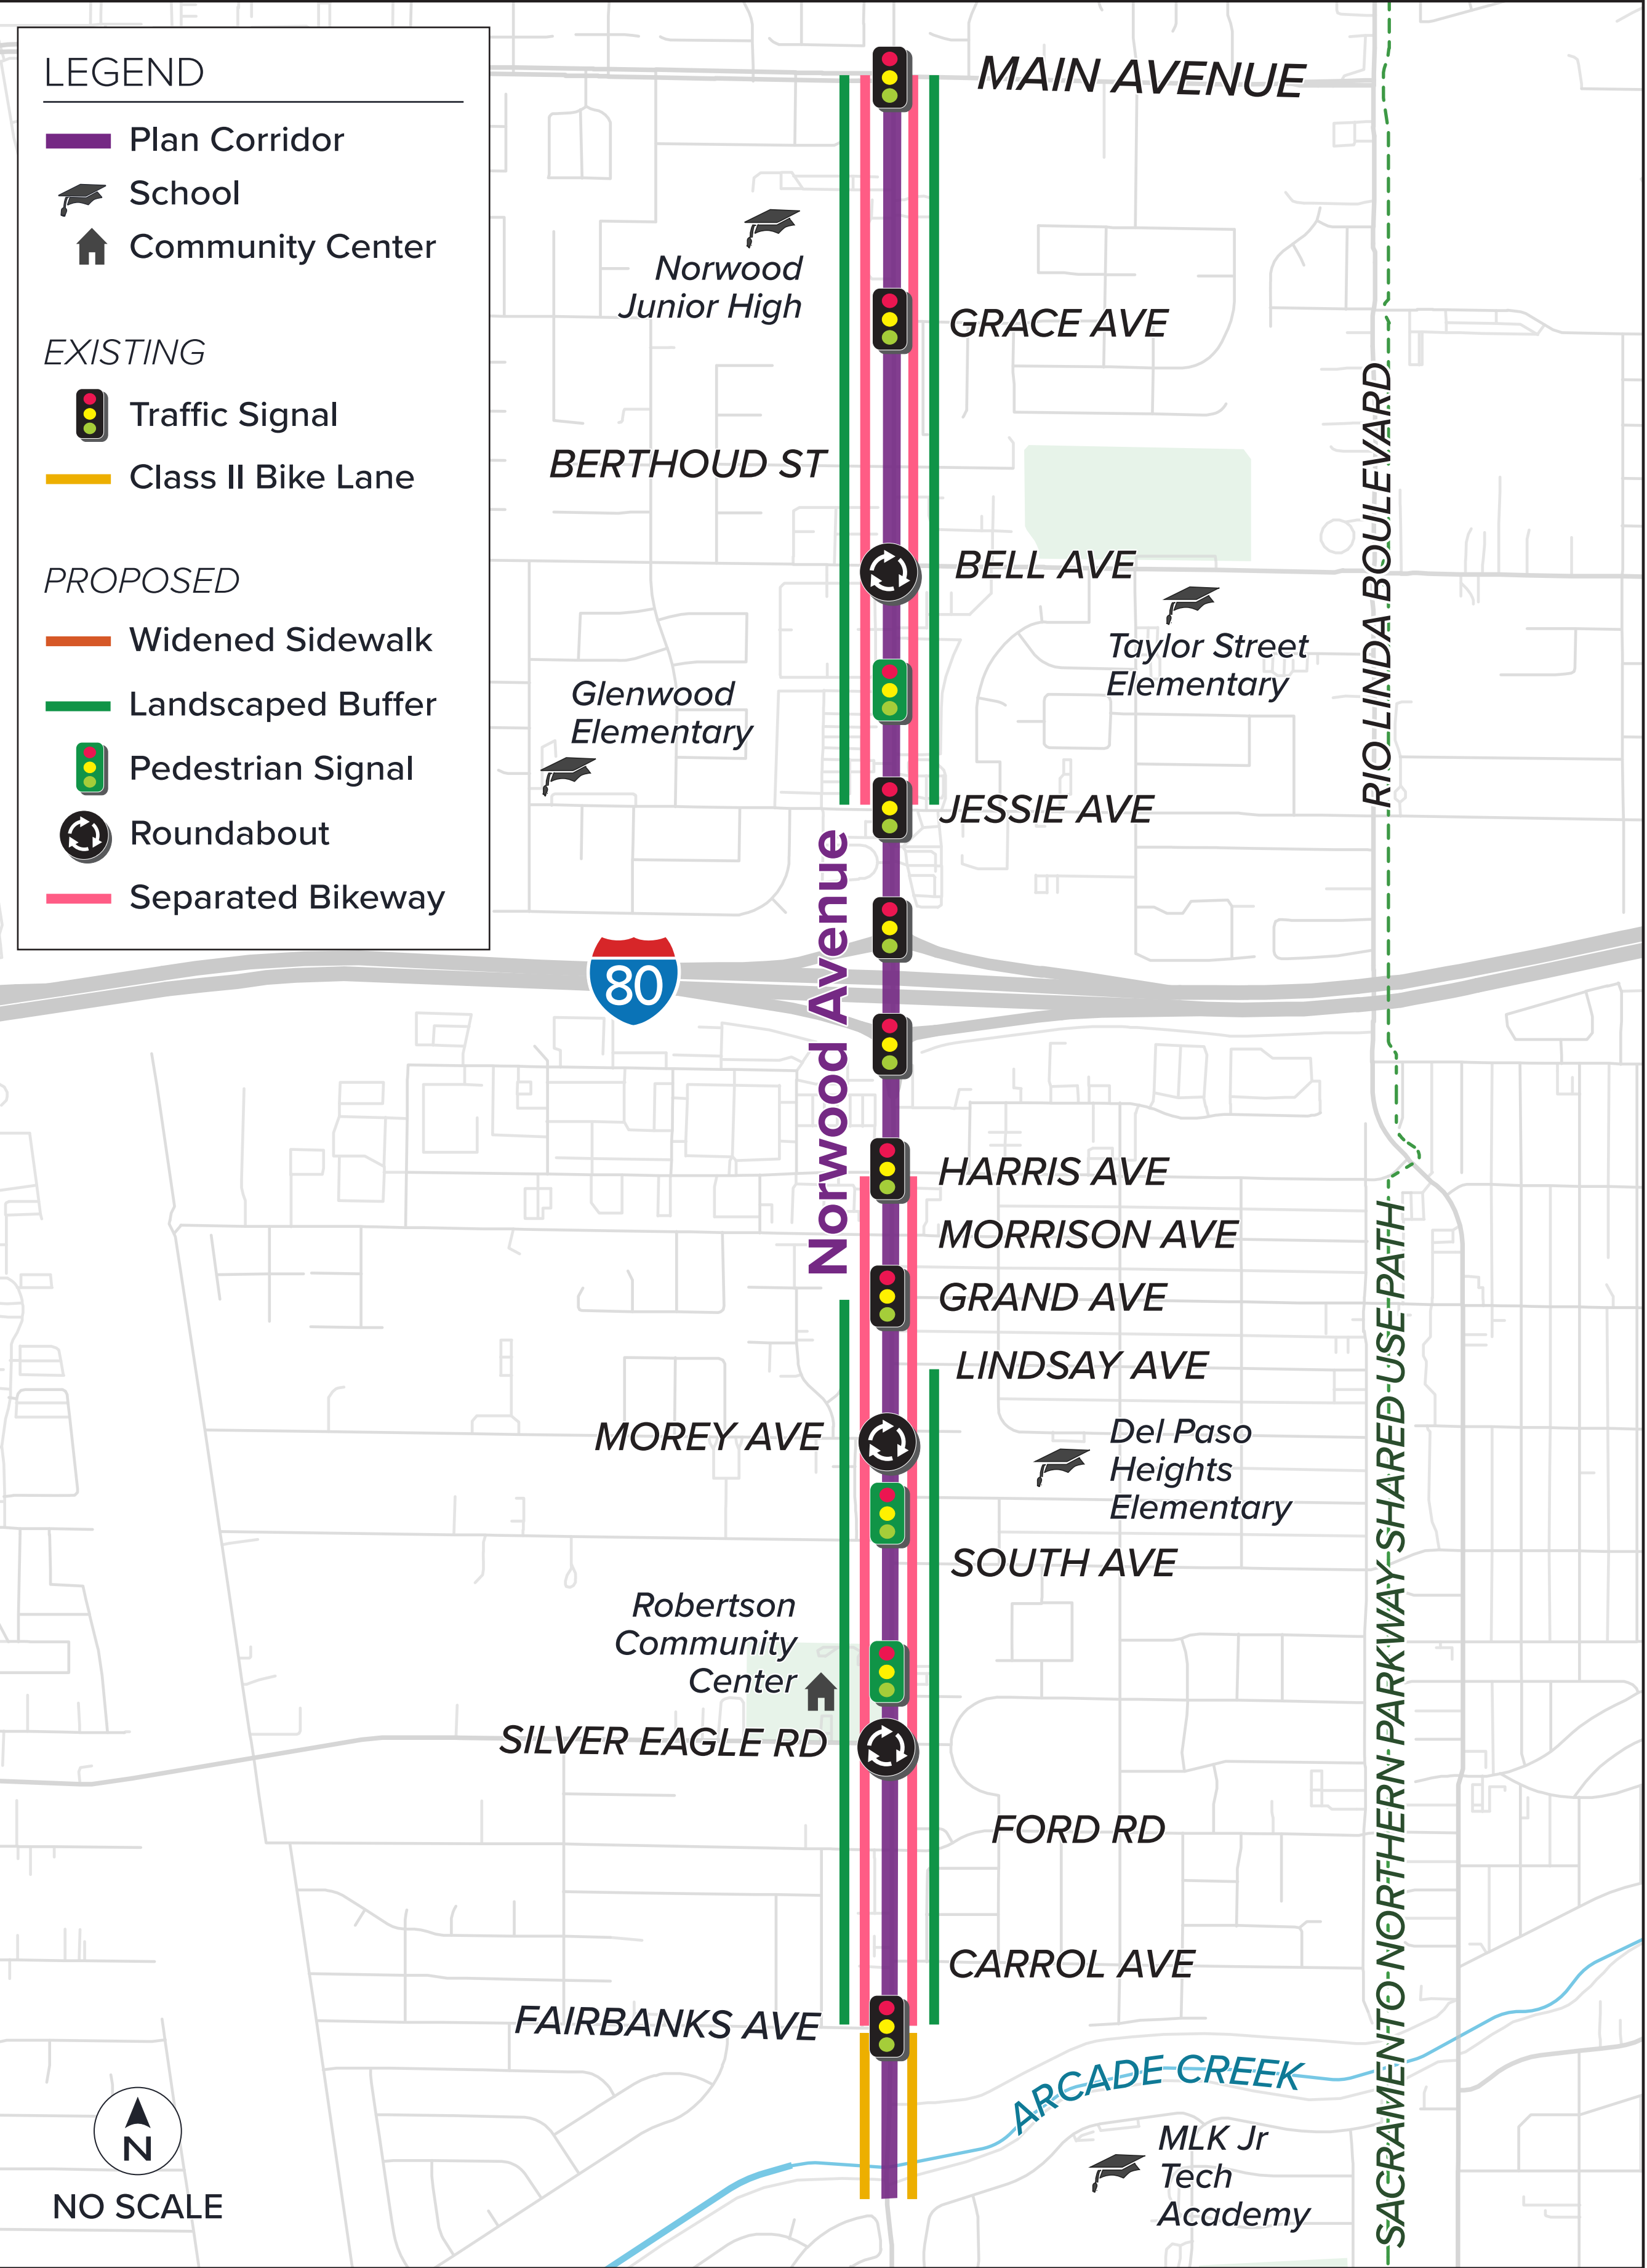 LEGEND
Plan Corridor
School
Community Center
EXISTING
Traffic Signal
Class II Bike Lane
PROPOSED
Widened Sidewalk
Landscaped Buffer
Pedestrian Signal
Roundabout
Separated Bikeway
MAIN AVENUE
Norwood
Junior High
GRACE AVE
BERTHOUD ST
BELL AVE
RIO LINDA BOULEVARD
Taylor Street
Elementary
Glenwood
Elementary
JESSIE AVE
Norwood Avenue
80
HARRIS AVE
MORRISON AVE
GRAND AVE
LINDSAY AVE
MOREY AVE
Del Paso
Heights
Elementary
SOUTH AVE
SACRAMENTO NORTHERN PARKWAY SHARED-USE PATH
Robertson
Community
Center
SILVER EAGLE RD
FORD RD
CARROL AVE
FAIRBANKS AVE
ARCADE CREEK
MLK Jr
Tech
Academy
N
NO SCALE